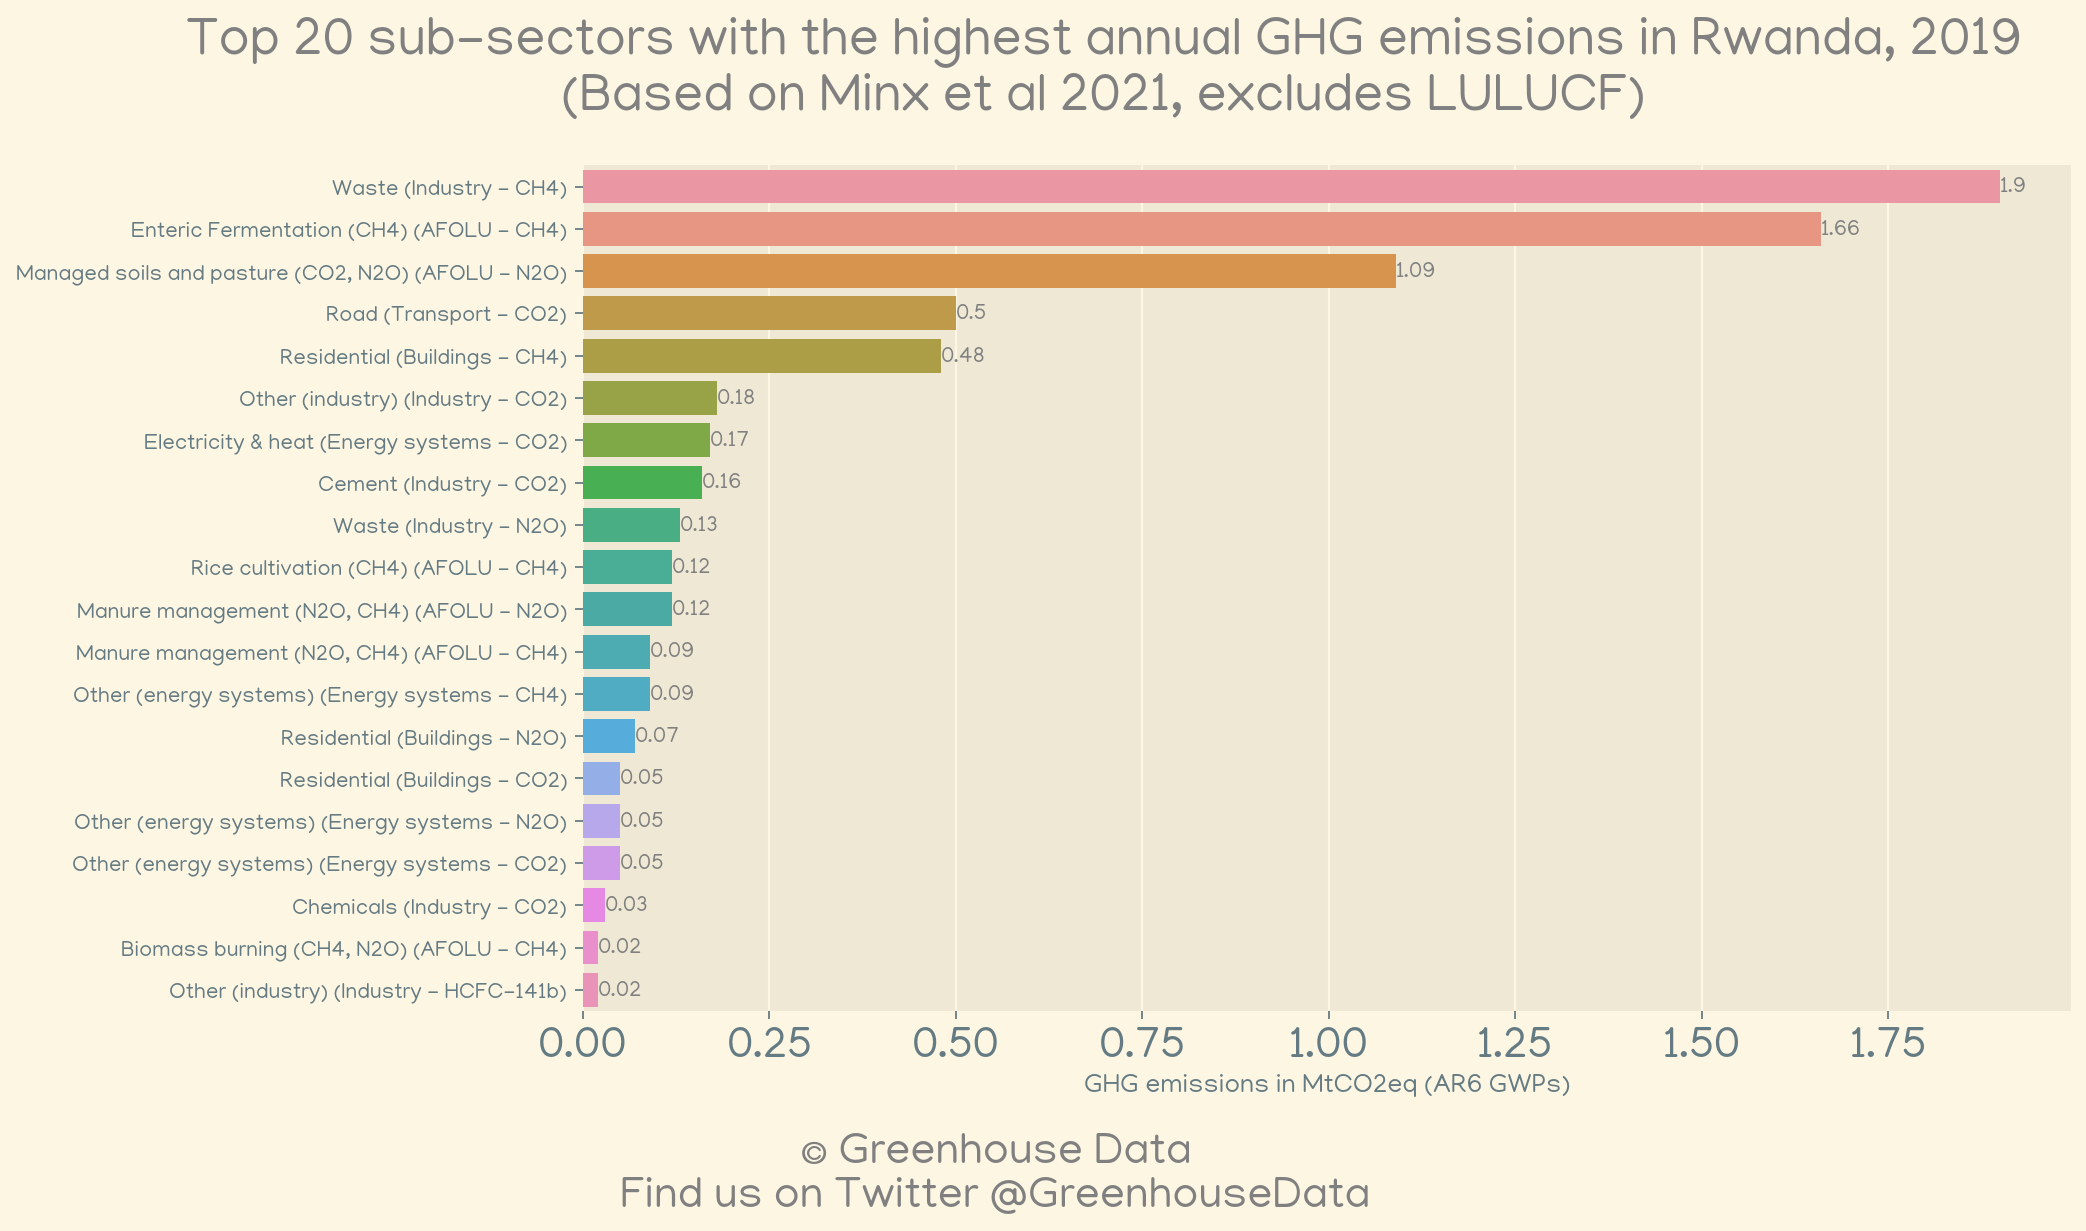 Top 20 sub-sectors with the highest annual GHG emissions in Rwanda, 2019
(Based on Minx et al 2021, excludes LULUCF)
Waste (Industry - CH4) 1.9
Enteric Fermentation (CH4) (AFOLU - CH4) 1.66
Managed soils and pasture (CO2, N2O) (AFOLU - N2O) 1.09
Road (Transport - CO2) 0.5
Residential (Buildings - CH4) 0.48
Other (industry) (Industry - CO2) 0.18
Electricity & heat (Energy systems - CO2) 0.17
Cement (Industry - CO2) 0.16
Waste (Industry - N2O) 0.13
Rice cultivation (CH4) (AFOLU - CH4) 0.12
Manure management (N2O, CH4) (AFOLU - N2O) 0.12
Manure management (N2O, CH4) (AFOLU - CH4) 0.09
Other (energy systems) (Energy systems - CH4) 0.09
Residential (Buildings - N2O) 0.07
Residential (Buildings - CO2) 0.05
Other (energy systems) (Energy systems - N2O) 0.05
Other (energy systems) (Energy systems - CO2) 0.05
Chemicals (Industry - CO2) 0.03
Biomass burning (CH4, N2O) (AFOLU - CH4) 0.02
Other (industry) (Industry - HCFC-141b) 0.02
0.00 0.25 0.50 0.75 1.00 1.25 1.50 1.75
GHG emissions in MtCO2eq (AR6 GWPs)
© Greenhouse Data
Find us on Twitter @GreenhouseData